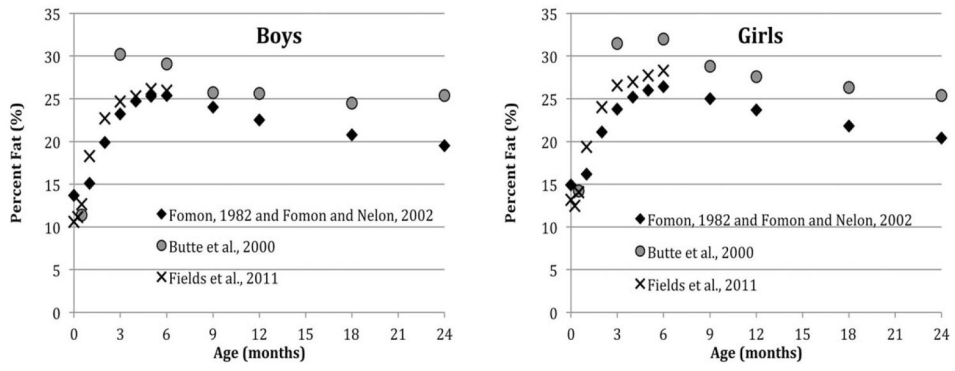 Boys
Percent Fat (%)
35
30
25
20
15
10
5
0
Fomon, 1982 and Fomon and Nelon, 2002
Butte et al., 2000
Fields et al., 2011
0 3 6 9 12 15 18 21 24
Age (months)
Girls
Percent Fat (%)
35
30
25
20
15
10
5
0
Fomon, 1982 and Fomon and Nelon, 2002
Butte et al., 2000
Fields et al., 2011
0 3 6 9 12 15 18 21 24
Age (months)